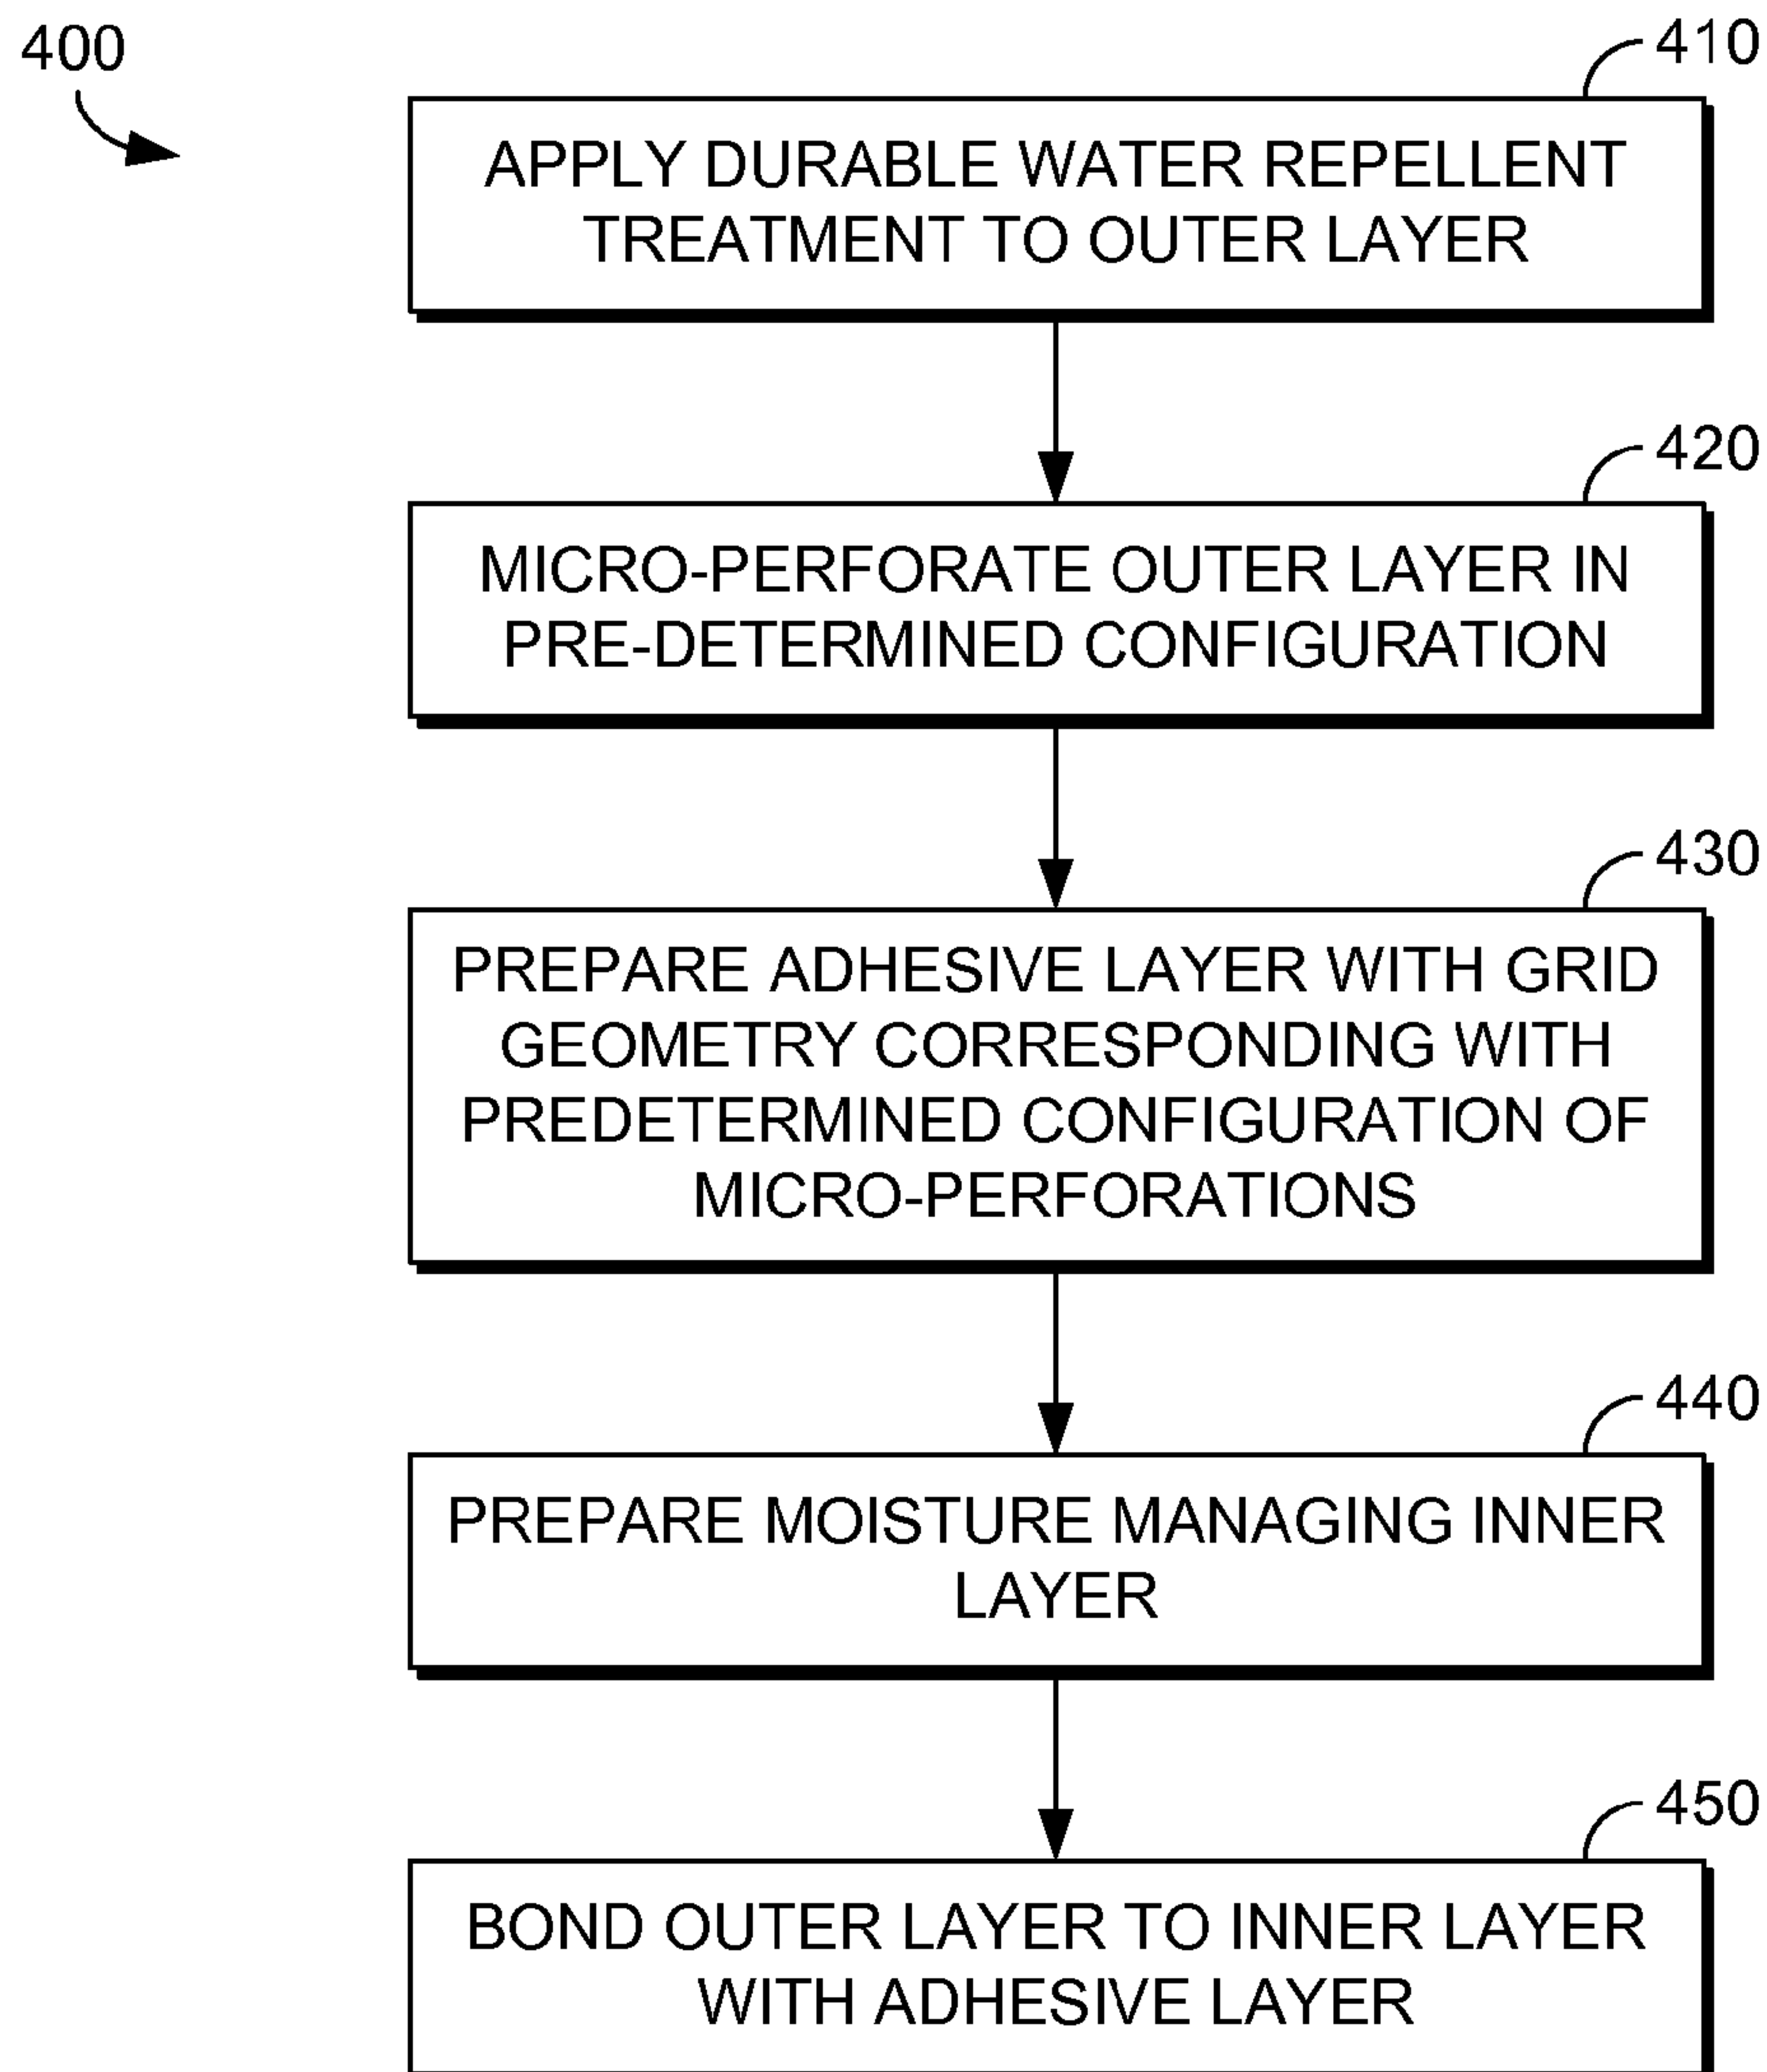 400
410
APPLY DURABLE WATER REPELLENT
TREATMENT TO OUTER LAYER
420
MICRO-PERFORATE OUTER LAYER IN
PRE-DETERMINED CONFIGURATION
430
PREPARE ADHESIVE LAYER WITH GRID
GEOMETRY CORRESPONDING WITH
PREDETERMINED CONFIGURATION OF
MICRO-PERFORATIONS
440
PREPARE MOISTURE MANAGING INNER
LAYER
450
BOND OUTER LAYER TO INNER LAYER
WITH ADHESIVE LAYER